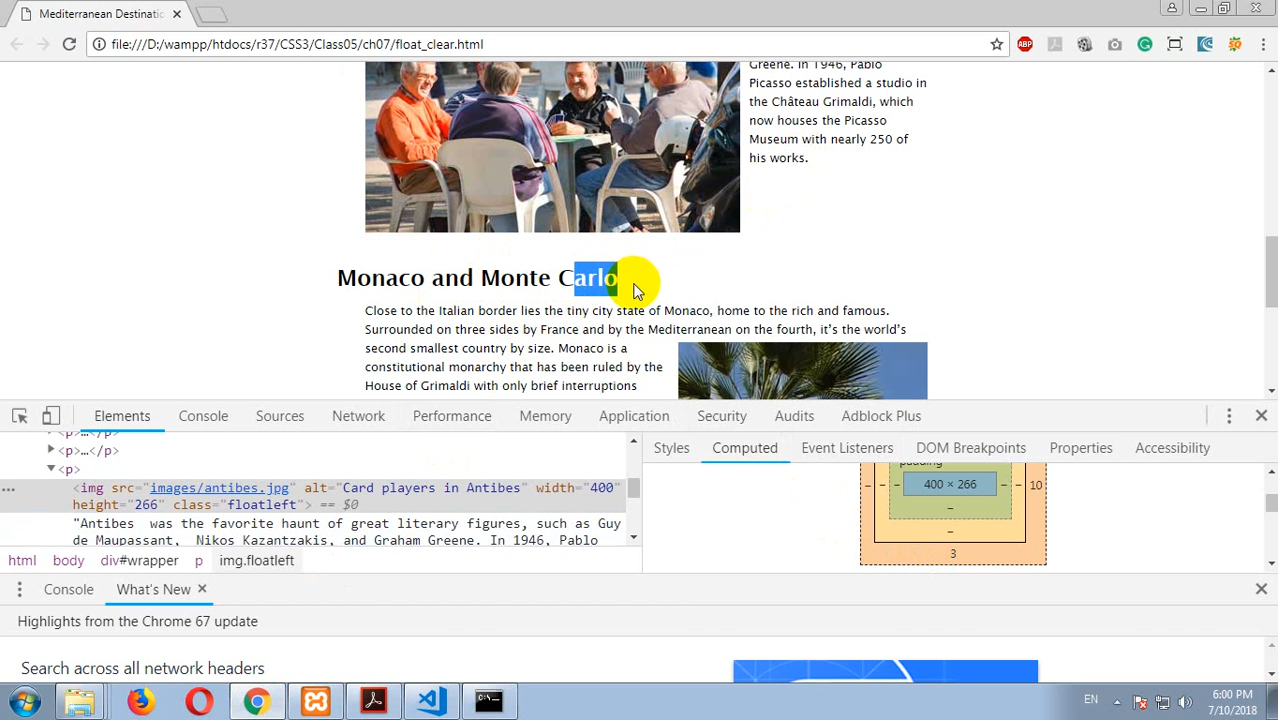 Mediterranean Destinatio
file:///D:/wampp/htdocs/r37/CSS3/Class05/ch07/float_clear.html
ABP
Greene. In 1946, Pablo
Picasso established a studio in
the Château Grimaldi, which
now houses the Picasso
Museum with nearly 250 of
his works.
Monaco and Monte Carlo
Close to the Italian border lies the tiny city state of Monaco, home to the rich and famous.
Surrounded on three sides by France and by the Mediterranean on the fourth, it's the world's
second smallest country by size. Monaco is a
constitutional monarchy that has been ruled by the
House of Grimaldi with only brief interruptions
Elements Console Sources Network Performance Memory Application Security Audits Adblock Plus
Styles Computed Event Listeners DOM Breakpoints Properties Accessibility
<p>…</p>
<p>…</p>
<p>
<img src="images/antibes.jpg" alt="Card players in Antibes" width="400"
height="266" class="floatleft"> == $0
"Antibes was the favorite haunt of great literary figures, such as Guy
de Maupassant, Nikos Kazantzakis, and Graham Greene. In 1946, Pablo
padding
400 × 266
– – – – – 10
–
–
3
html body div#wrapper p img.floatleft
Console What's New
Highlights from the Chrome 67 update
Search across all network headers
EN
6:00 PM
7/10/2018